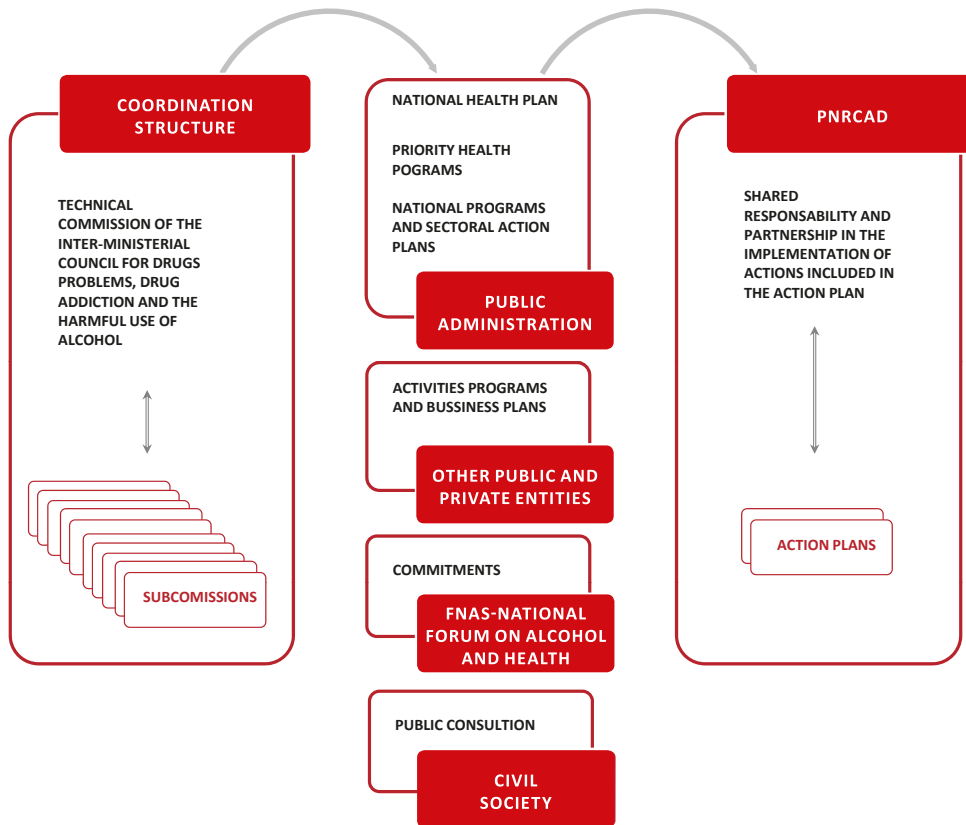 COORDINATION
STRUCTURE
TECHNICAL
COMMISSION OF THE
INTER-MINISTERIAL
COUNCIL FOR DRUGS
PROBLEMS, DRUG
ADDICTION AND THE
HARMFUL USE OF
ALCOHOL
SUBCOMISSIONS
NATIONAL HEALTH PLAN
PRIORITY HEALTH
POGRAMS
NATIONAL PROGRAMS
AND SECTORAL ACTION
PLANS
PUBLIC
ADMINISTRATION
ACTIVITIES PROGRAMS
AND BUSSINESS PLANS
OTHER PUBLIC AND
PRIVATE ENTITIES
COMMITMENTS
FNAS-NATIONAL
FORUM ON ALCOHOL
AND HEALTH
PUBLIC CONSULTION
CIVIL
SOCIETY
PNRCAD
SHARED
RESPONSABILITY AND
PARTNERSHIP IN THE
IMPLEMENTATION OF
ACTIONS INCLUDED IN
THE ACTION PLAN
ACTION PLANS